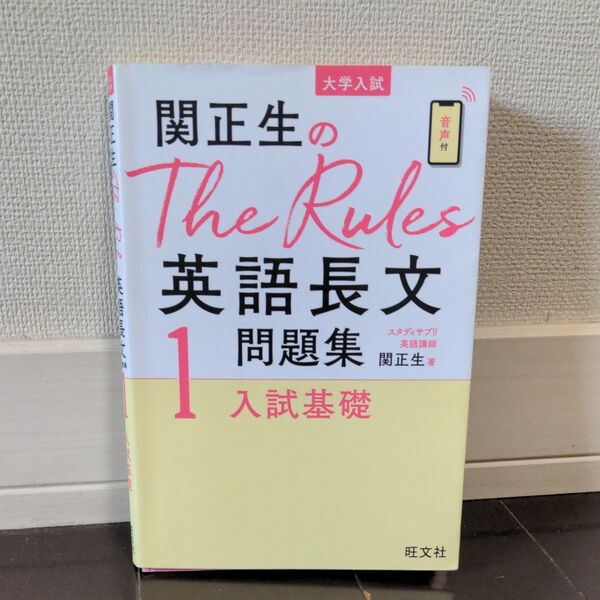 大学入試
関正生の
音声付
The Rules
英語長文
1
問題集
スタディサプリ
英語講師
関正生 著
入試基礎
旺文社